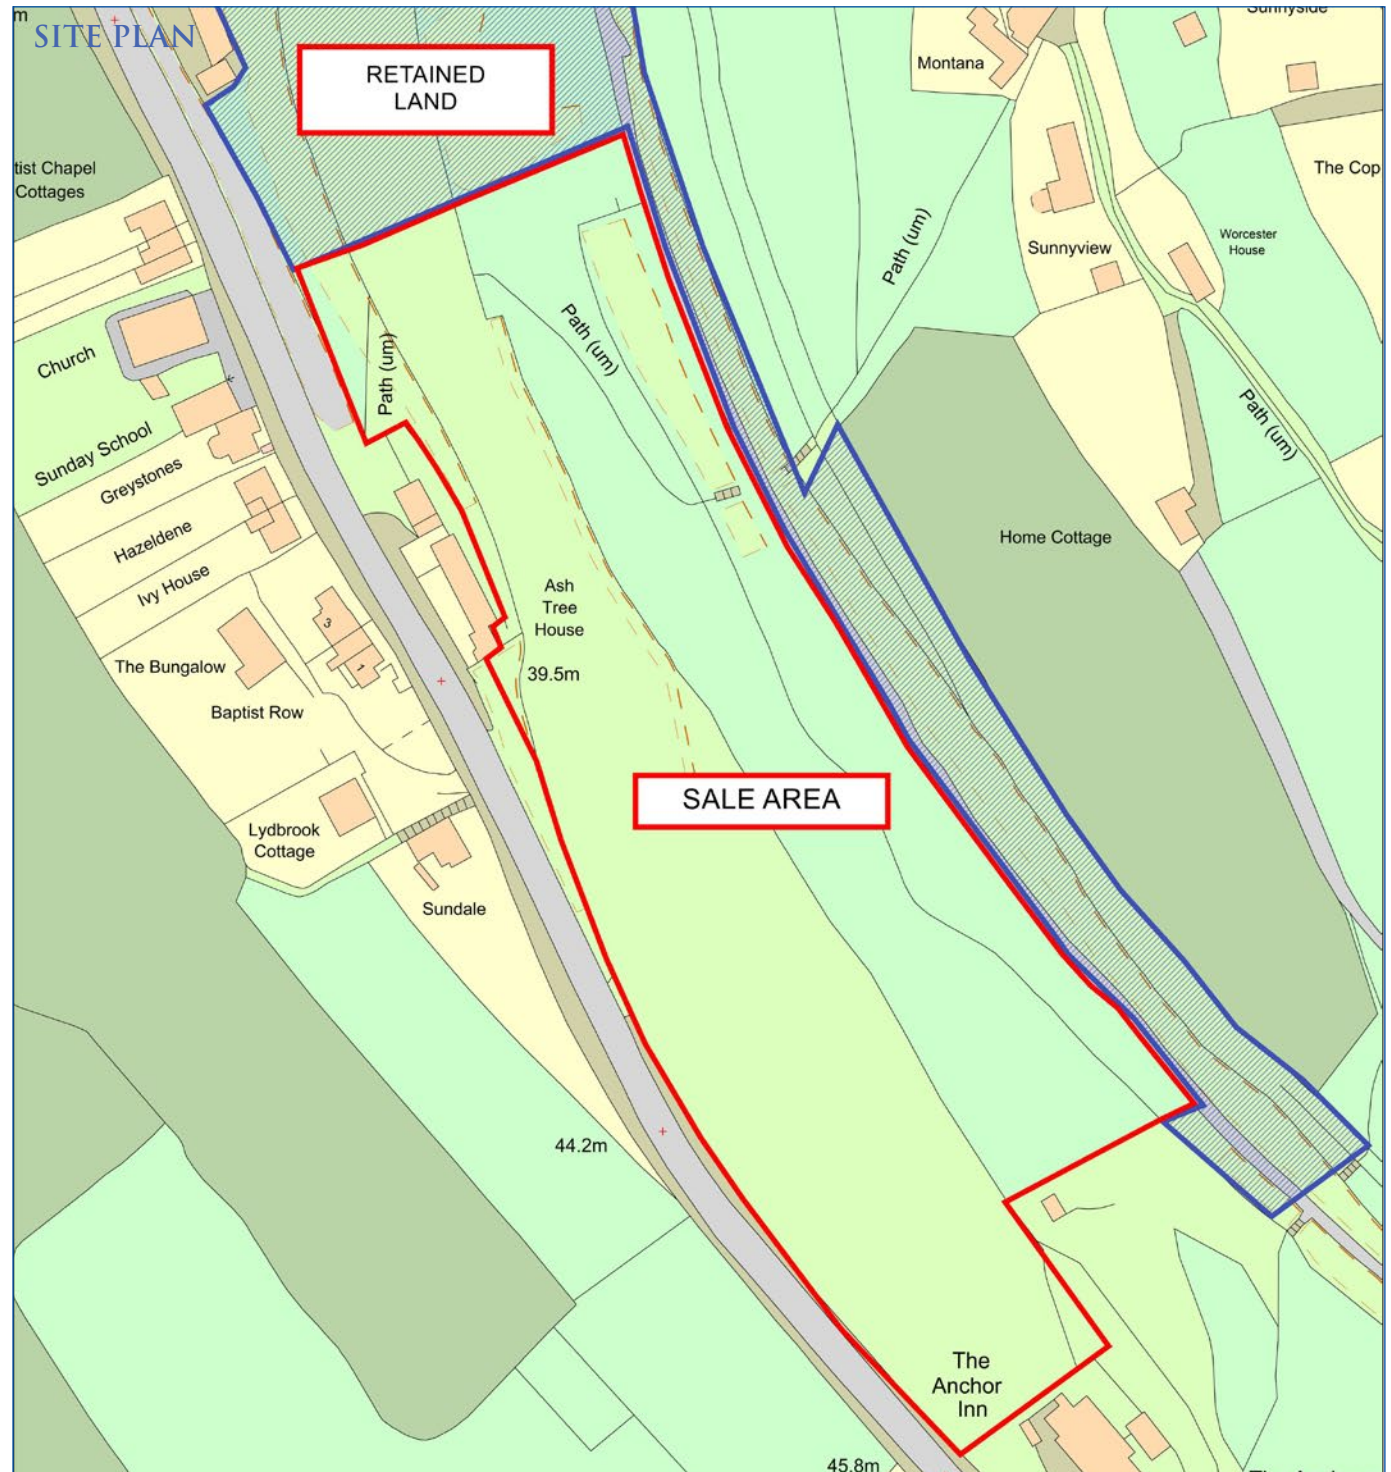 m
SITE PLAN
RETAINED
LAND
Montana
tist Chapel
Cottages
The Cop
Worcester
House
Sunnyview
Path (um)
Path (um)
Path (um)
Path (um)
Church
Sunday School
Greystones
Hazeldene
Ivy House
Home Cottage
Ash
Tree
House
3
1
The Bungalow
39.5m
Baptist Row
SALE AREA
Lydbrook
Cottage
Sundale
44.2m
The
Anchor
Inn
45.8m